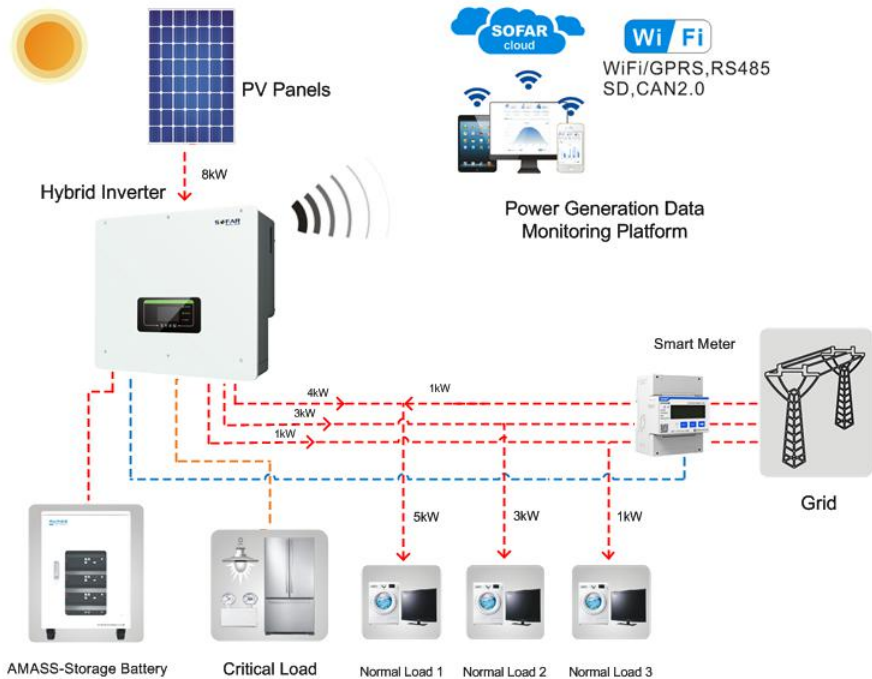 SOFAR
cloud
Wi Fi
WiFi/GPRS,RS485
SD,CAN2.0
PV Panels
8kW
Hybrid Inverter
SOFAR
Power Generation Data
Monitoring Platform
Smart Meter
4kW
1kW
3kW
1kW
Grid
5kW
3kW
1kW
AMASS-Storage Battery
Critical Load
Normal Load 1
Normal Load 2
Normal Load 3